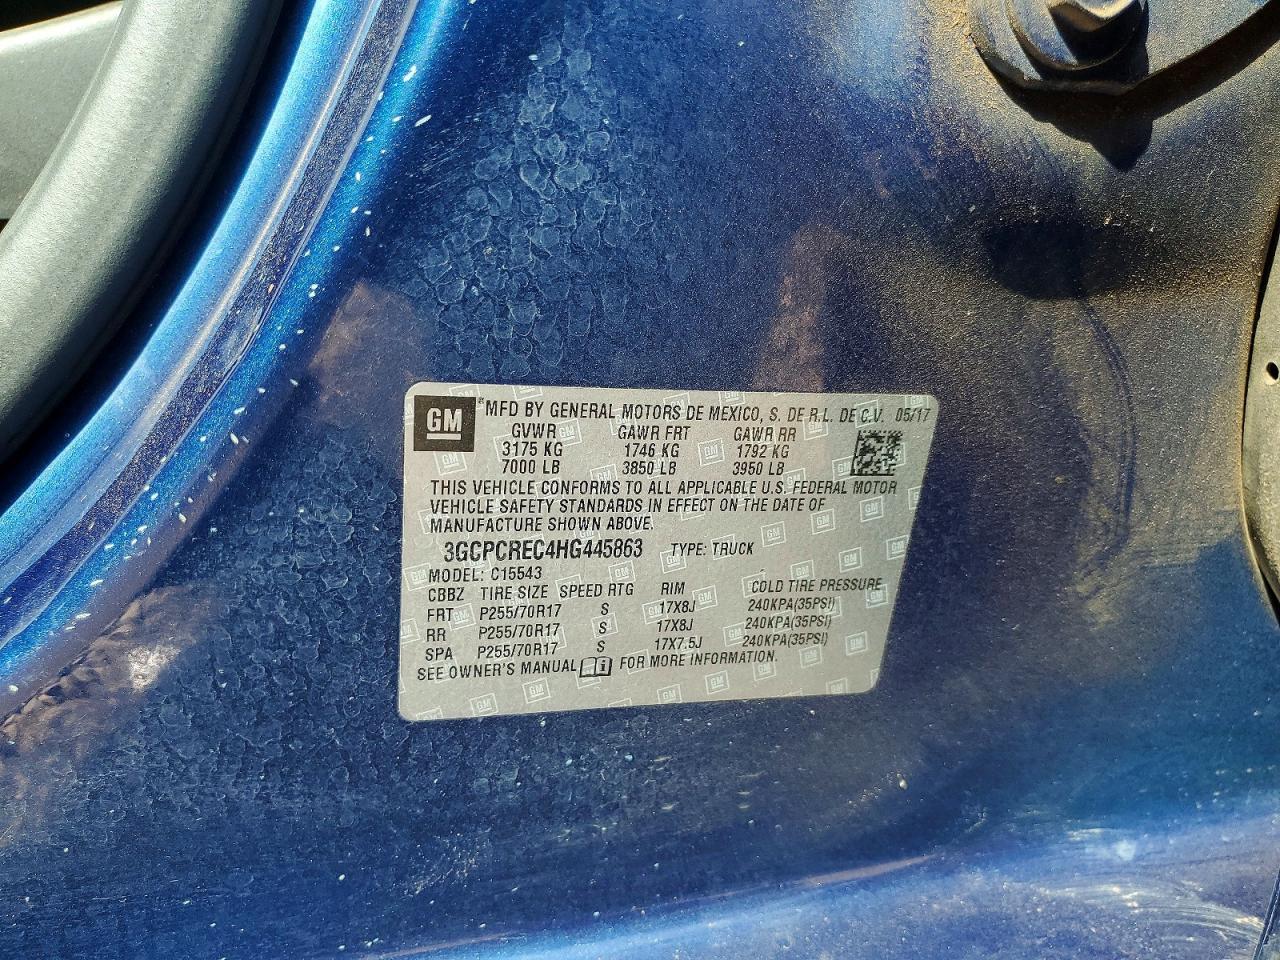 GM ® MFD BY GENERAL MOTORS DE MEXICO, S. DE R.L. DE C.V. 05/17
GVWR GAWR FRT GAWR RR
3175 KG 1746 KG 1792 KG
7000 LB 3850 LB 3950 LB
THIS VEHICLE CONFORMS TO ALL APPLICABLE U.S. FEDERAL MOTOR
VEHICLE SAFETY STANDARDS IN EFFECT ON THE DATE OF
MANUFACTURE SHOWN ABOVE.
3GCPCREC4HG445863 TYPE: TRUCK
MODEL: C15543
CBBZ TIRE SIZE SPEED RTG RIM COLD TIRE PRESSURE
FRT P255/70R17 S 17X8J 240KPA(35PSI)
RR P255/70R17 S 17X8J 240KPA(35PSI)
SPA P255/70R17 S 17X7.5J 240KPA(35PSI)
SEE OWNER'S MANUAL FOR MORE INFORMATION.